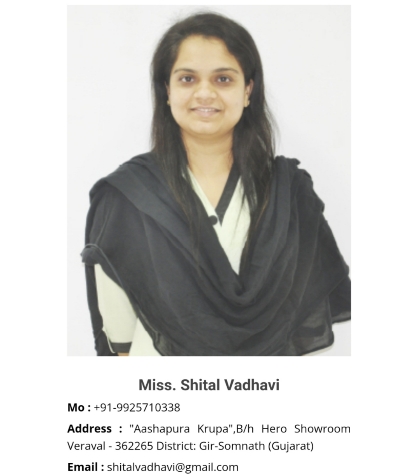 Miss. Shital Vadhavi
Mo : +91-9925710338
Address : "Aashapura Krupa",B/h Hero Showroom
Veraval - 362265 District: Gir-Somnath (Gujarat)
Email : shitalvadhavi@gmail.com